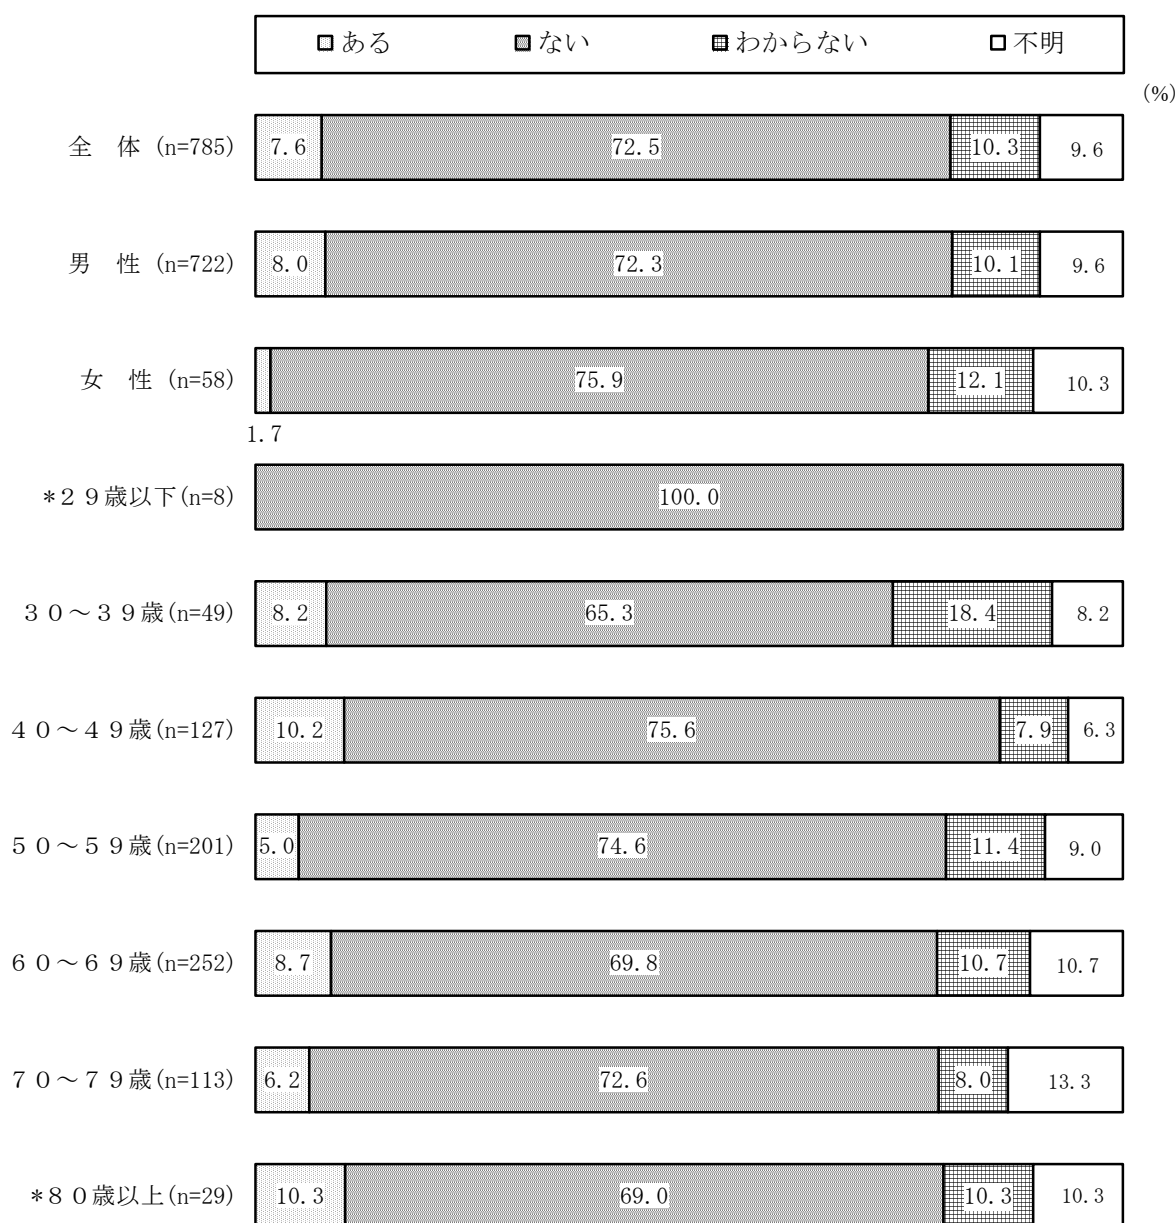 ある ない わからない 不明
(%)
全 体 (n=785) 7.6 72.5 10.3 9.6
男 性 (n=722) 8.0 72.3 10.1 9.6
女 性 (n=58) 75.9 12.1 10.3
1.7
*２９歳以下(n=8) 100.0
３０～３９歳(n=49) 8.2 65.3 18.4 8.2
４０～４９歳(n=127) 10.2 75.6 7.9 6.3
５０～５９歳(n=201) 5.0 74.6 11.4 9.0
６０～６９歳(n=252) 8.7 69.8 10.7 10.7
７０～７９歳(n=113) 6.2 72.6 8.0 13.3
*８０歳以上(n=29) 10.3 69.0 10.3 10.3